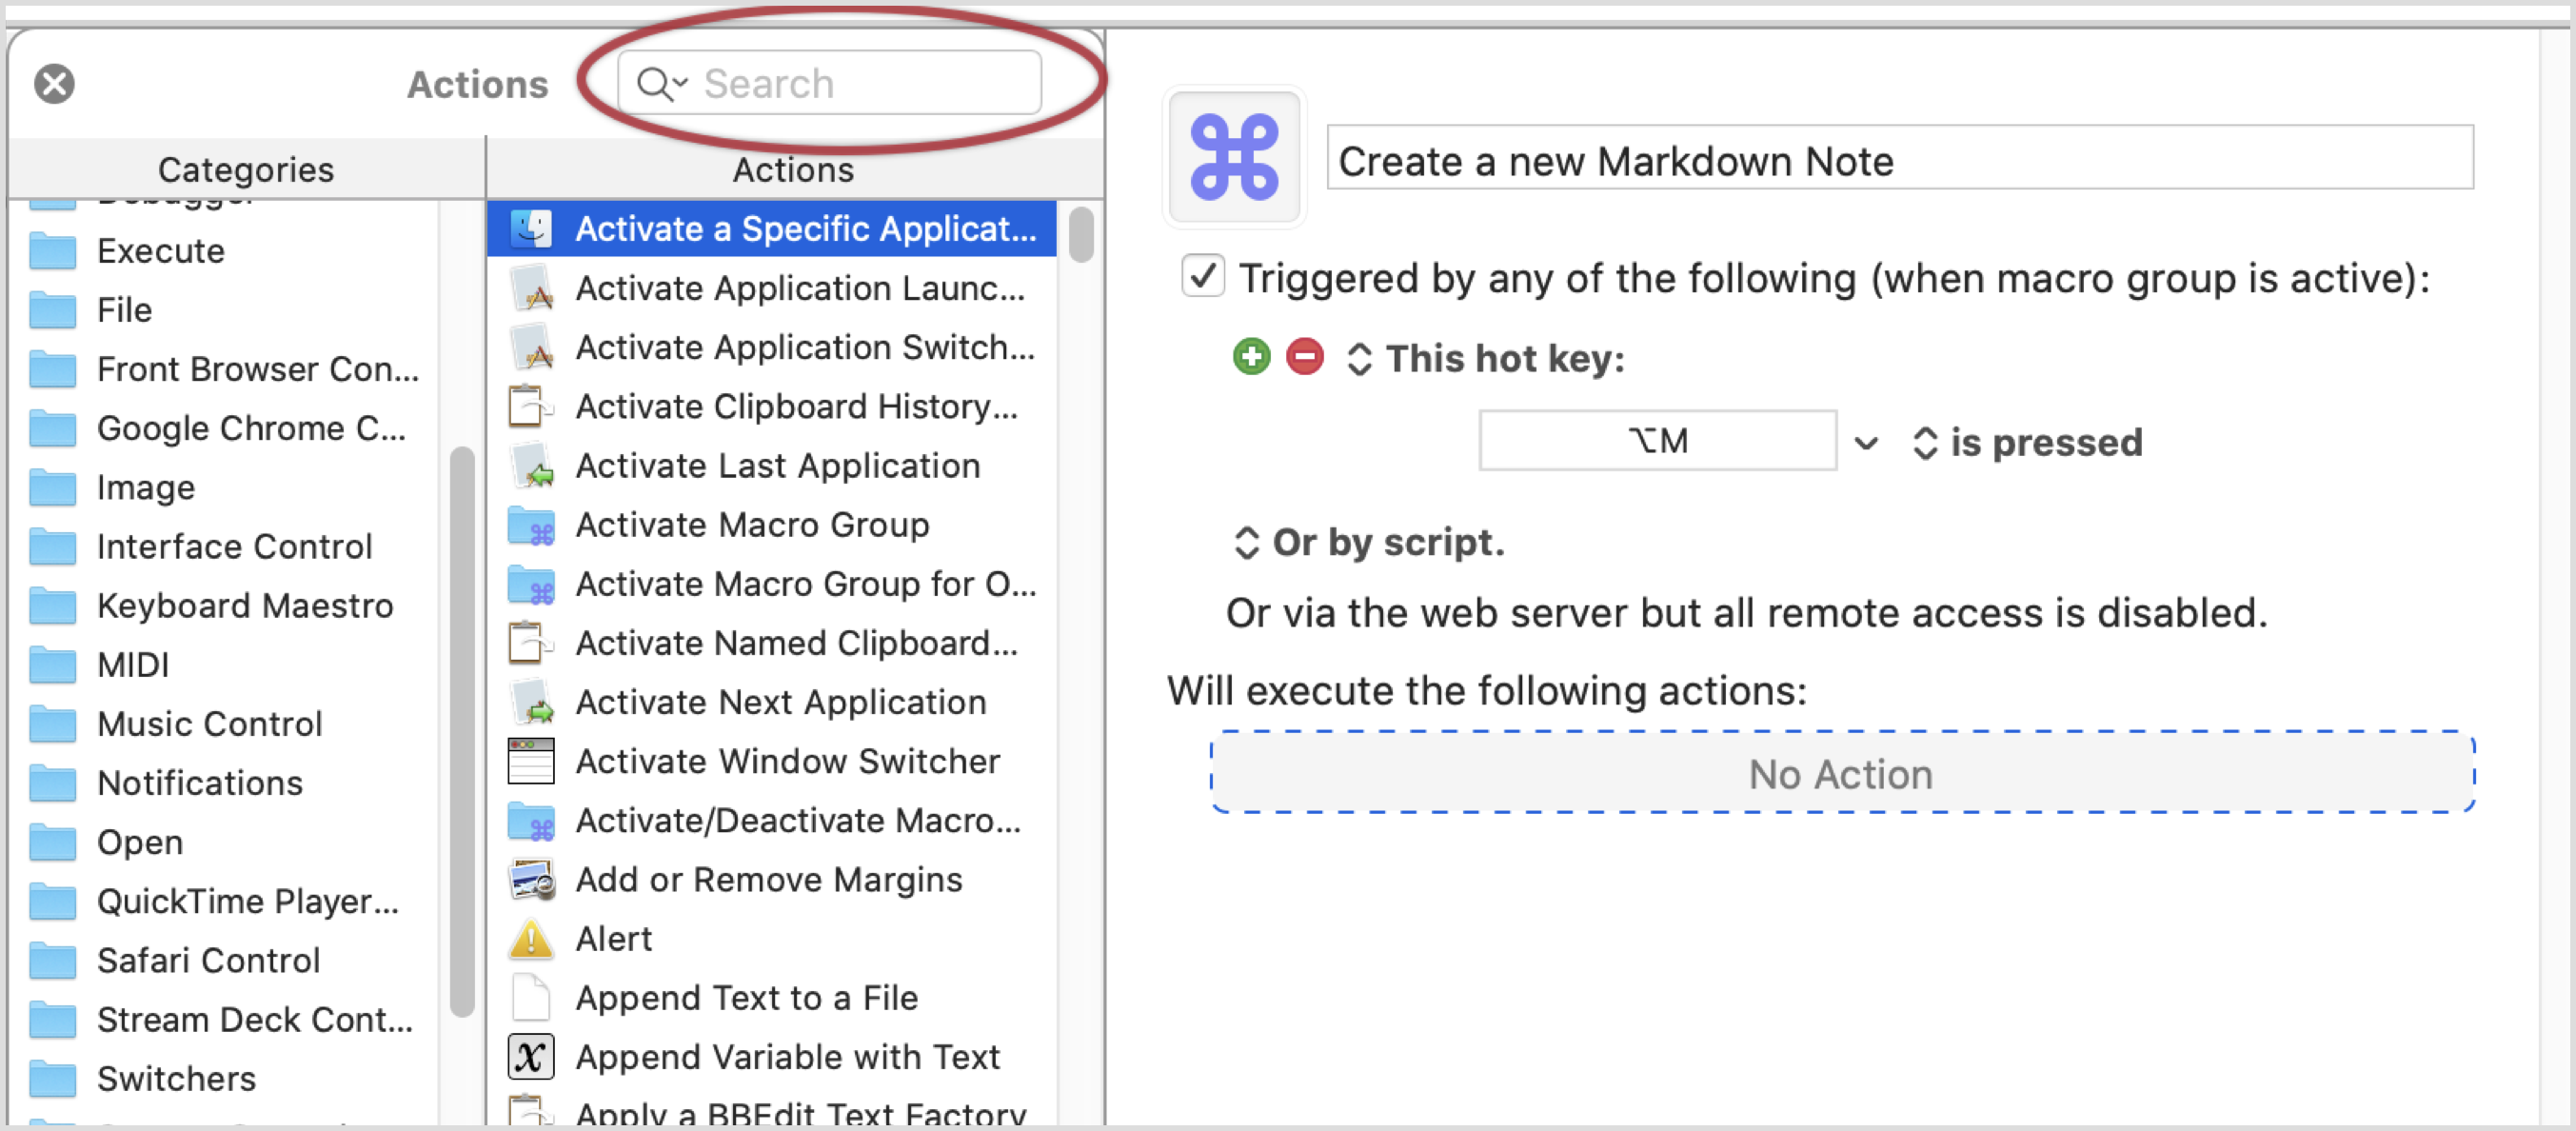 Actions
Search
Categories
Debugger
Execute
File
Front Browser Con...
Google Chrome C...
Image
Interface Control
Keyboard Maestro
MIDI
Music Control
Notifications
Open
QuickTime Player...
Safari Control
Stream Deck Cont...
Switchers
Actions
Activate a Specific Applicat...
Activate Application Launc...
Activate Application Switch...
Activate Clipboard History...
Activate Last Application
Activate Macro Group
Activate Macro Group for O...
Activate Named Clipboard...
Activate Next Application
Activate Window Switcher
Activate/Deactivate Macro...
Add or Remove Margins
Alert
Append Text to a File
Append Variable with Text
Apply a BBEdit Text Factory
Create a new Markdown Note
Triggered by any of the following (when macro group is active):
This hot key:
⌥M
is pressed
Or by script.
Or via the web server but all remote access is disabled.
Will execute the following actions:
No Action